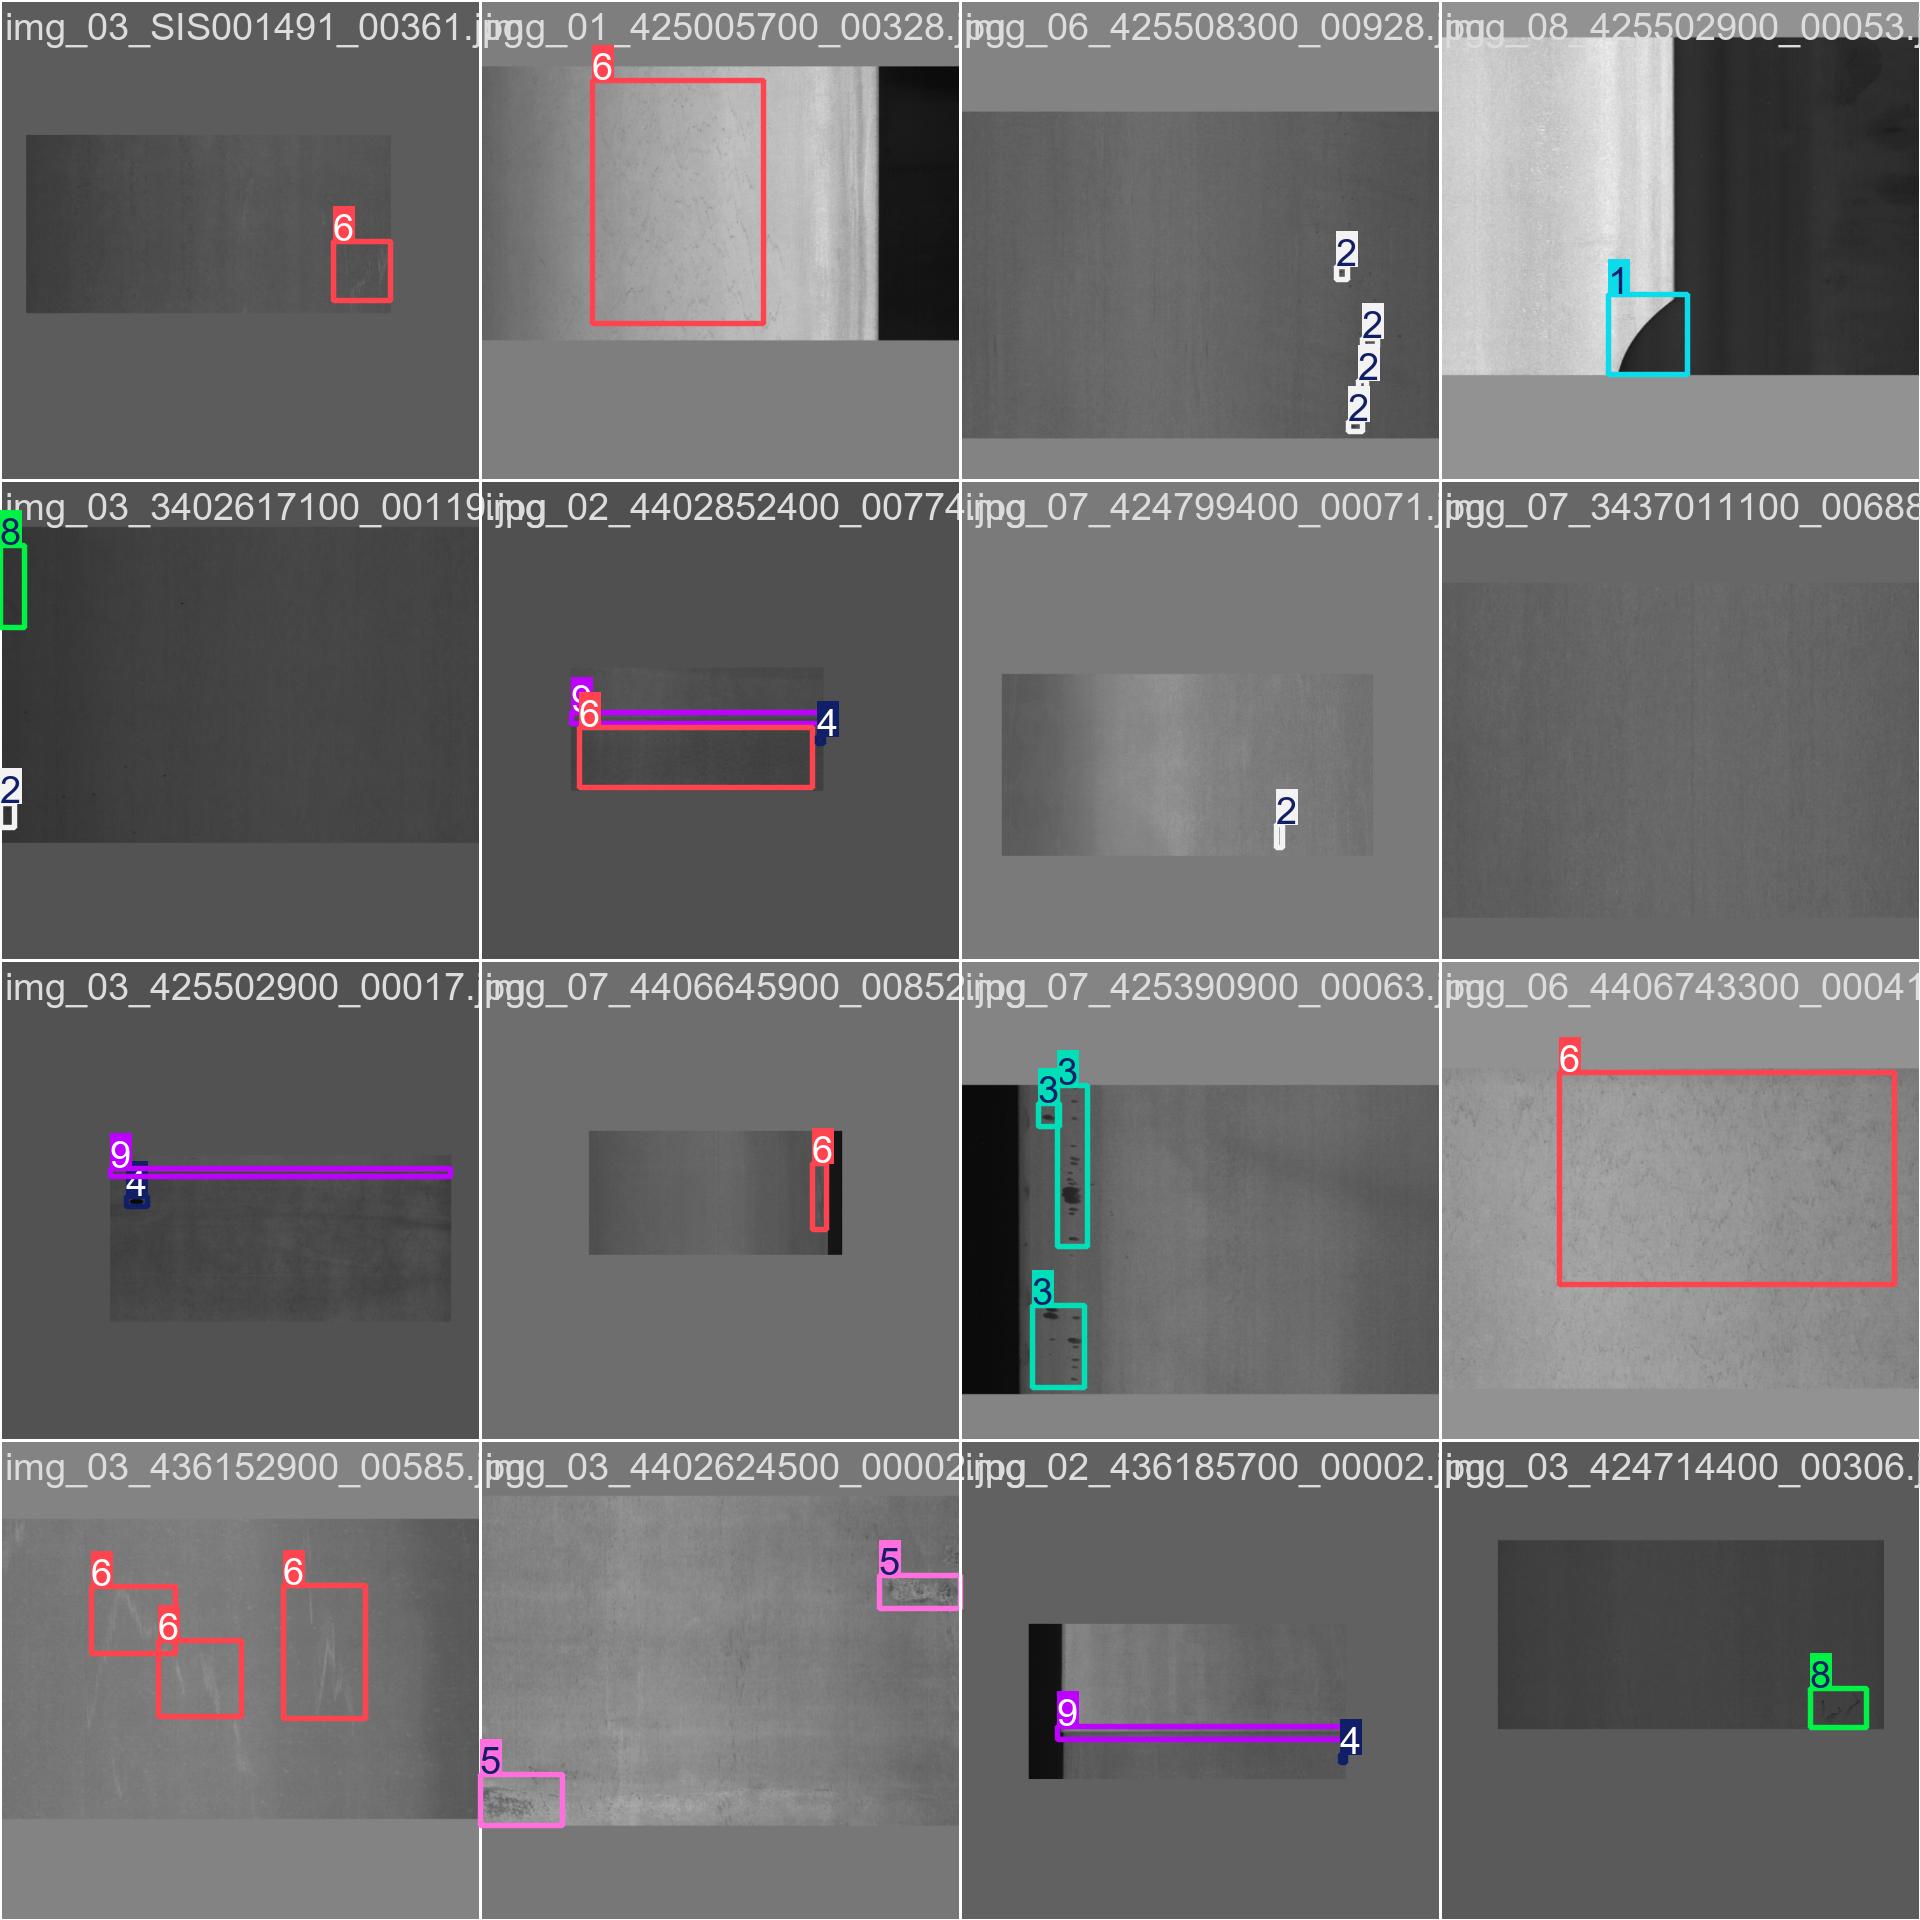 img_03_SIS001491_00361.jpg
img_01_425005700_00328.jpg
img_06_425508300_00928.jpg
img_08_425502900_00053.
6
6
2
2
2
2
1
img_03_3402617100_00119.jpg
img_02_4402852400_00774.jpg
img_07_424799400_00071.jpg
img_07_3437011100_00688
8
2
9
6
4
2
img_03_425502900_00017.jpg
img_07_4406645900_00852.jpg
img_07_425390900_00063.jpg
img_06_4406743300_00041
9
4
6
3
3
3
6
img_03_436152900_00585.jpg
img_03_4402624500_00002.jpg
img_02_436185700_00002.jpg
img_03_424714400_00306.
6
6
6
5
5
9
4
8